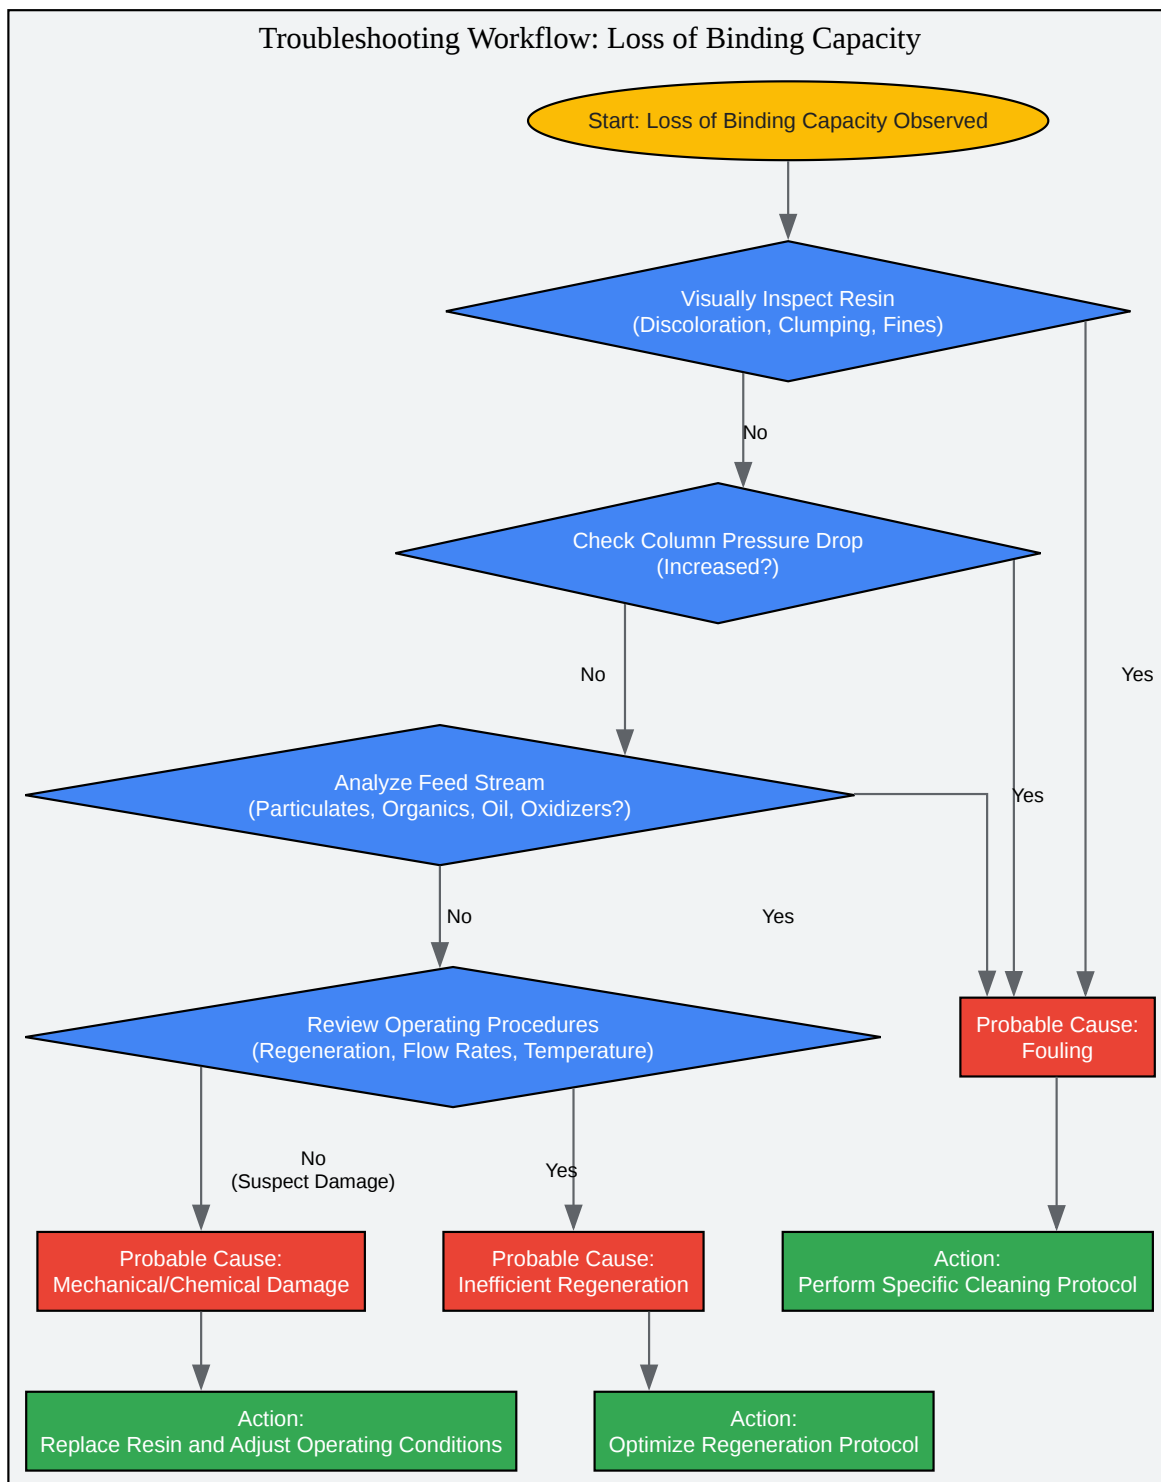 Troubleshooting Workflow: Loss of Binding Capacity
Start: Loss of Binding Capacity Observed
Visually Inspect Resin
(Discoloration, Clumping, Fines)
No
Check Column Pressure Drop
(Increased?)
No
Yes
Analyze Feed Stream
(Particulates, Organics, Oil, Oxidizers?)
Yes
No
Yes
Review Operating Procedures
(Regeneration, Flow Rates, Temperature)
Probable Cause:
Fouling
No
(Suspect Damage)
Yes
Probable Cause:
Mechanical/Chemical Damage
Probable Cause:
Inefficient Regeneration
Action:
Perform Specific Cleaning Protocol
Action:
Replace Resin and Adjust Operating Conditions
Action:
Optimize Regeneration Protocol